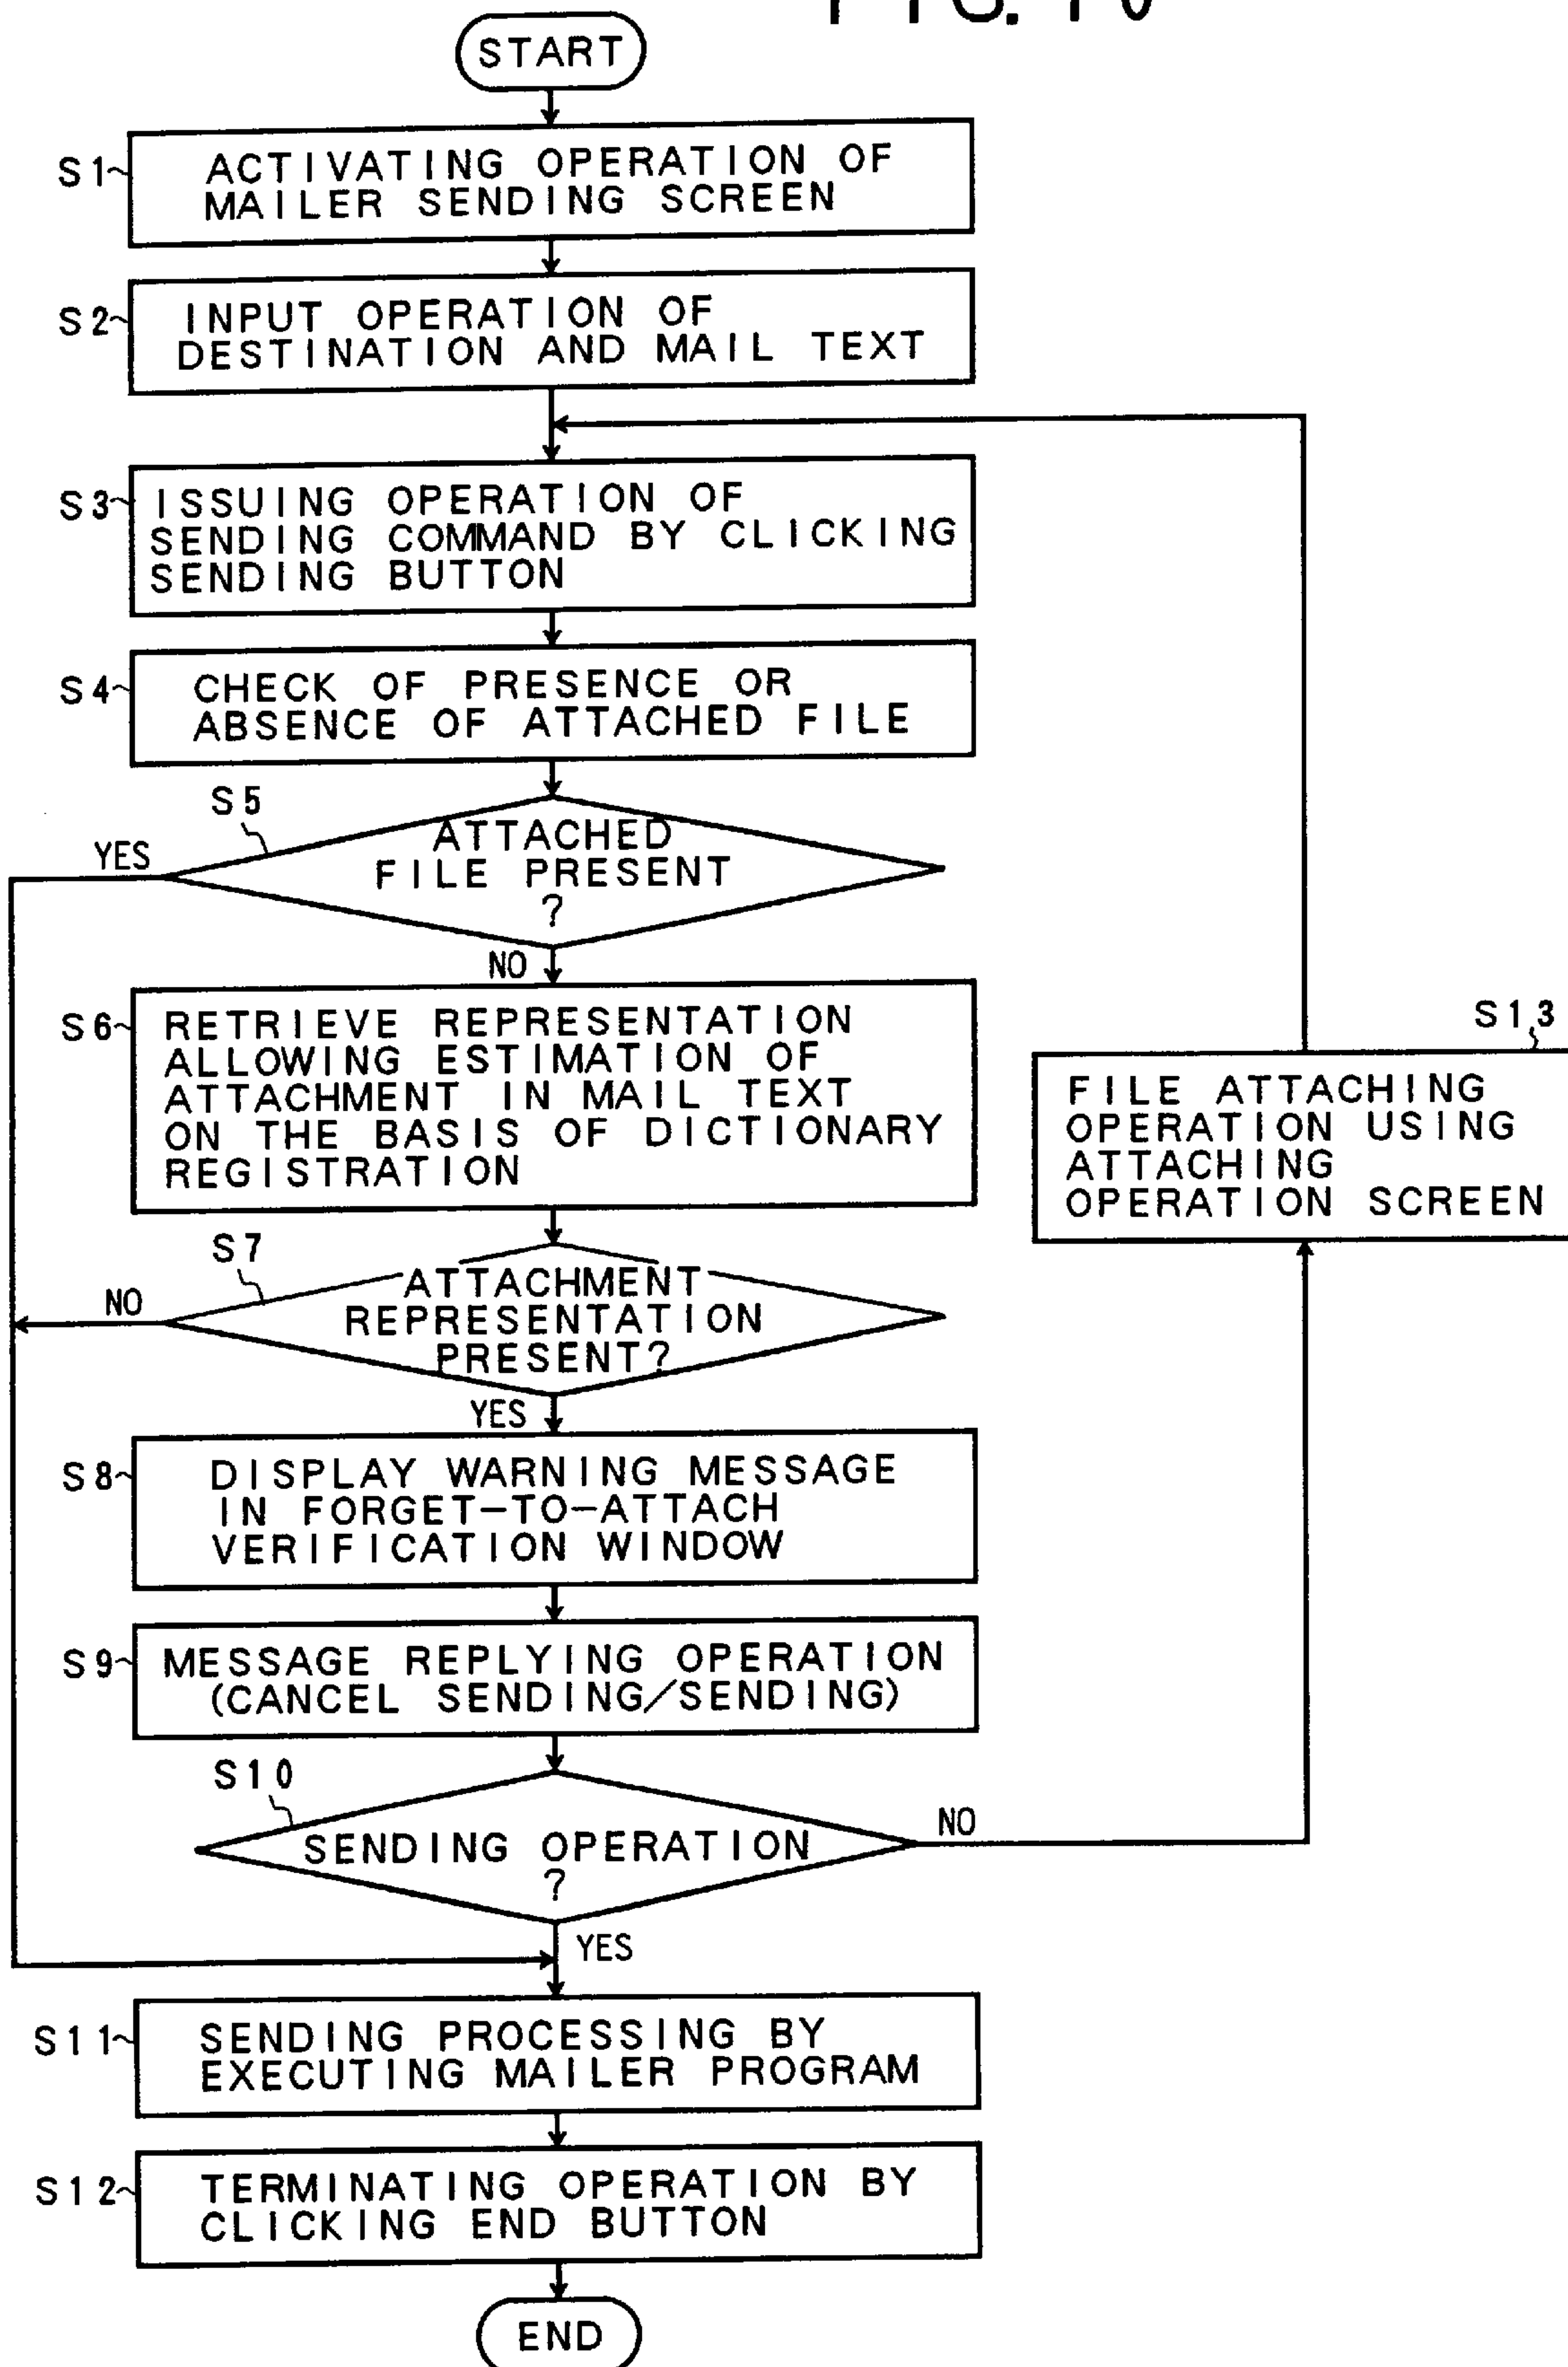 START
S1
ACTIVATING OPERATION OF
MAILER SENDING SCREEN
S2
INPUT OPERATION OF
DESTINATION AND MAIL TEXT
S3
ISSUING OPERATION OF
SENDING COMMAND BY CLICKING
SENDING BUTTON
S4
CHECK OF PRESENCE OR
ABSENCE OF ATTACHED FILE
S5
YES
ATTACHED
FILE PRESENT
?
NO
S6
RETRIEVE REPRESENTATION
ALLOWING ESTIMATION OF
ATTACHMENT IN MAIL TEXT
ON THE BASIS OF DICTIONARY
REGISTRATION
S13
FILE ATTACHING
OPERATION USING
ATTACHING
OPERATION SCREEN
S7
NO
ATTACHMENT
REPRESENTATION
PRESENT?
YES
S8
DISPLAY WARNING MESSAGE
IN FORGET-TO-ATTACH
VERIFICATION WINDOW
S9
MESSAGE REPLYING OPERATION
(CANCEL SENDING/SENDING)
S10
SENDING OPERATION
?
NO
YES
S11
SENDING PROCESSING BY
EXECUTING MAILER PROGRAM
S12
TERMINATING OPERATION BY
CLICKING END BUTTON
END